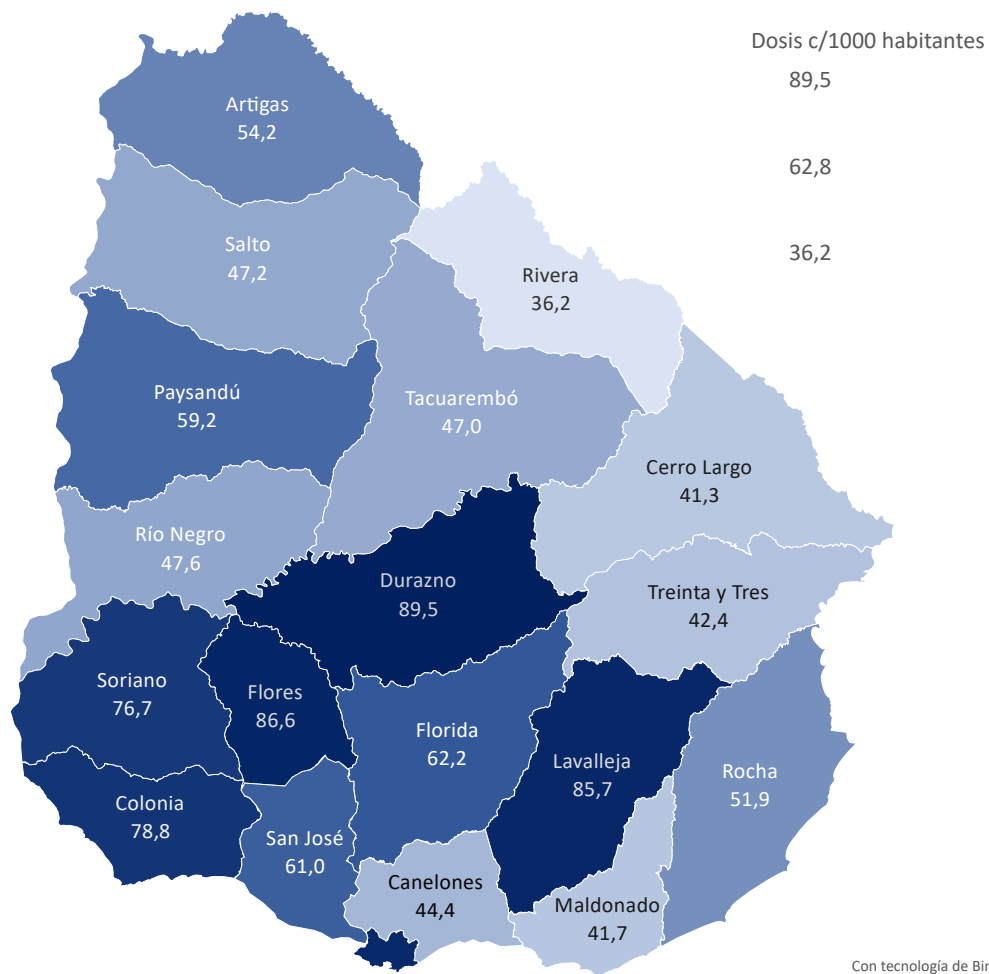 Dosis c/1000 habitantes
89,5
62,8
36,2
Artigas
54,2
Salto
47,2
Rivera
36,2
Paysandú
59,2
Tacuarembó
47,0
Cerro Largo
41,3
Río Negro
47,6
Durazno
89,5
Treinta y Tres
42,4
Soriano
76,7
Flores
86,6
Florida
62,2
Lavalleja
85,7
Rocha
51,9
Colonia
78,8
San José
61,0
Canelones
44,4
Maldonado
41,7
Con tecnología de Bin